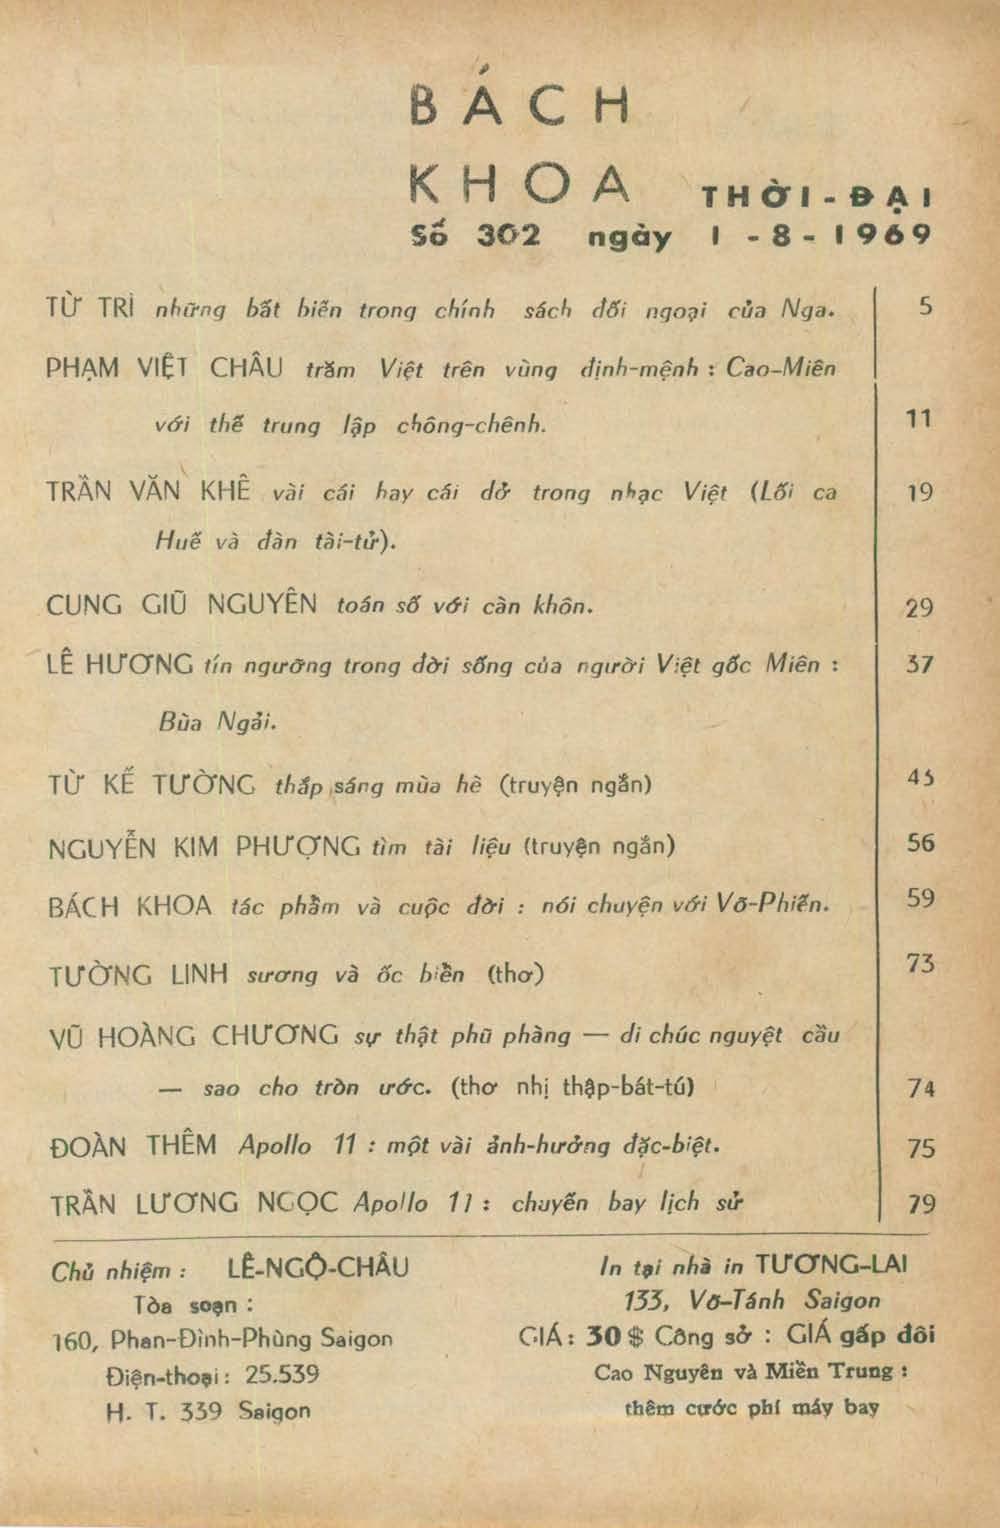 BÁCH
KHOA THỜI-ĐẠI
Số 302 ngày 1-8-1969
TỪ TRÌ những bất biến trong chính sách đối ngoại của Nga. 5
PHẠM VIỆT CHÂU trăm Việt trên vùng định-mệnh : Cao-Miên
với thế trung lập chông-chênh. 11
TRẦN VĂN KHÊ vài cái hay cái dở trong nhạc Việt (Lối ca 19
Huế và đàn tài-tử).
CUNG GIŨ NGUYÊN toán số với càn khôn. 29
LÊ HƯƠNG tín ngưỡng trong đời sống của người Việt gốc Miên : 37
Bùa Ngải.
TỪ KẾ TƯỜNG thắp sáng mùa hè (truyện ngắn) 45
NGUYỄN KIM PHƯỢNG tìm tài liệu (truyện ngắn) 56
BÁCH KHOA tác phẩm và cuộc đời : nói chuyện với Võ-Phiến. 59
TƯỜNG LINH sương và ốc biển (thơ) 73
VŨ HOÀNG CHƯƠNG sự thật phũ phàng — di chúc nguyệt cầu
— sao cho tròn ước. (thơ nhị thập-bát-tú) 74
ĐOÀN THÊM Apollo 11 : một vài ảnh-hưởng đặc-biệt. 75
TRẦN LƯƠNG NGỌC Apollo 11 : chuyến bay lịch sử 79
Chủ nhiệm : LÊ-NGỘ-CHÂU
Tòa soạn :
160, Phan-Đình-Phùng Saigon
Điện-thoại : 25.539
H. T. 339 Saigon
In tại nhà in TƯƠNG-LAI
133, Võ-Tánh Saigon
GIÁ : 30 $ Công sở : GIÁ gấp đôi
Cao Nguyên và Miền Trung :
thêm cước phí máy bay